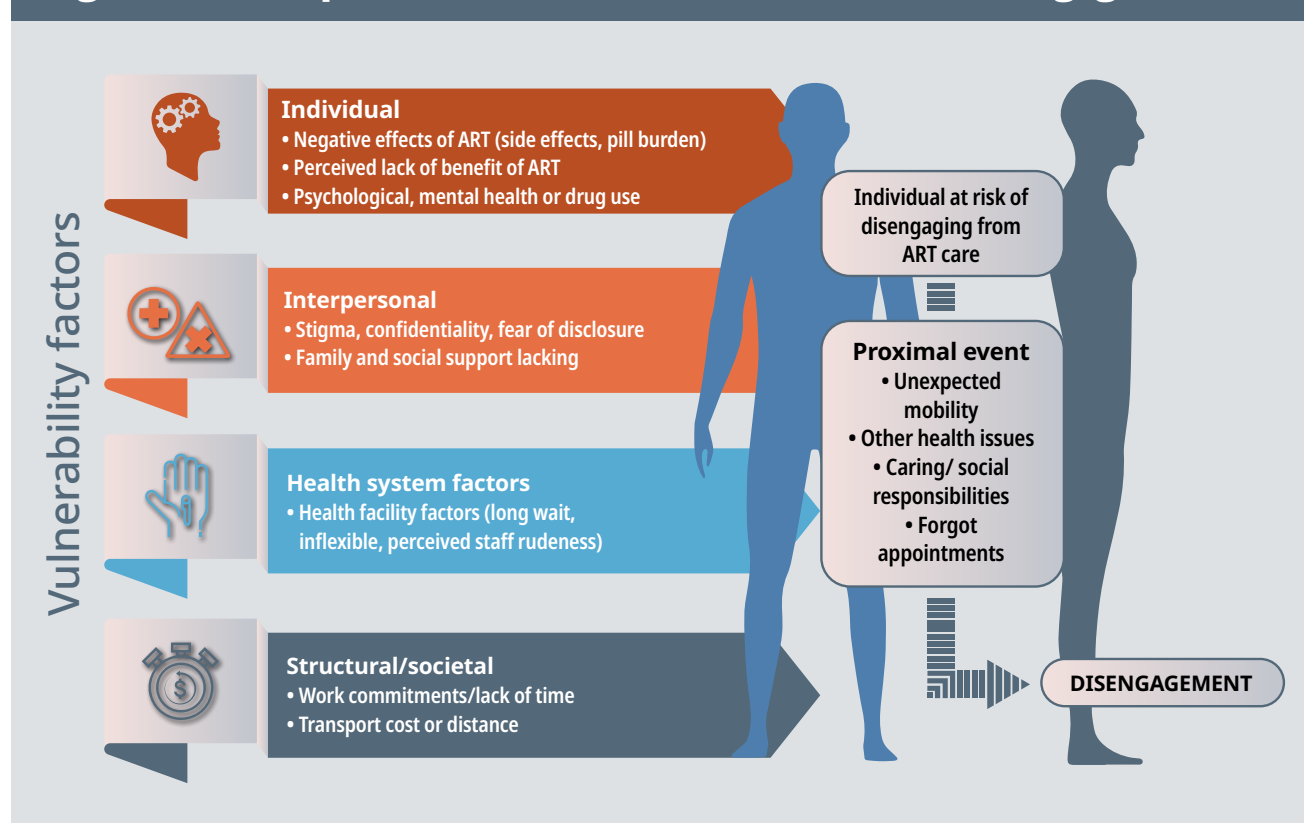 Vulnerability factors
Individual
• Negative effects of ART (side effects, pill burden)
• Perceived lack of benefit of ART
• Psychological, mental health or drug use
Interpersonal
• Stigma, confidentiality, fear of disclosure
• Family and social support lacking
Health system factors
• Health facility factors (long wait,
inflexible, perceived staff rudeness)
Structural/societal
• Work commitments/lack of time
• Transport cost or distance
$
Individual at risk of
disengaging from
ART care
Proximal event
• Unexpected
mobility
• Other health issues
• Caring/ social
responsibilities
• Forgot
appointments
DISENGAGEMENT